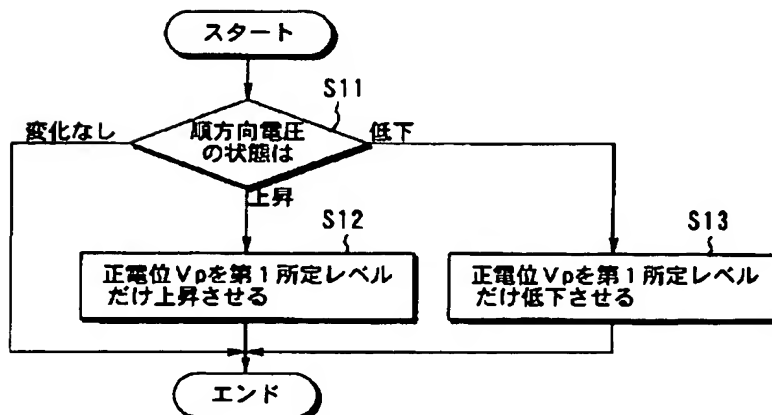 スタート
S11
変化なし
順方向電圧
の状態は
低下
上昇
S12
正電位Vpを第1所定レベル
だけ上昇させる
S13
正電位Vpを第1所定レベル
だけ低下させる
エンド